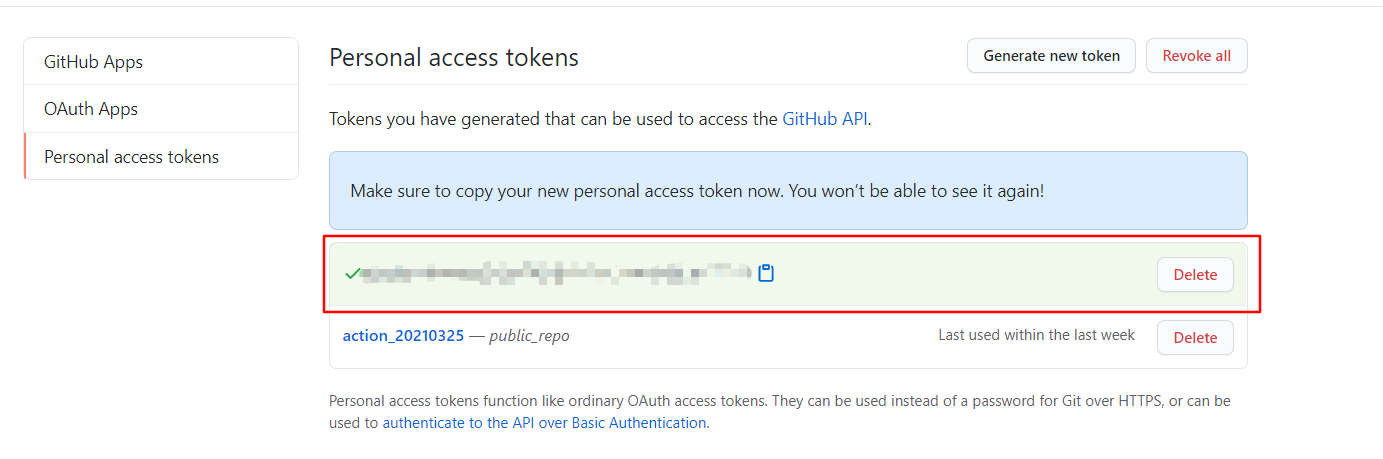 GitHub Apps
OAuth Apps
Personal access tokens
Personal access tokens
Generate new token
Revoke all
Tokens you have generated that can be used to access the GitHub API.
Make sure to copy your new personal access token now. You won’t be able to see it again!
Delete
action_20210325 — public_repo
Last used within the last week
Delete
Personal access tokens function like ordinary OAuth access tokens. They can be used instead of a password for Git over HTTPS, or can be
used to authenticate to the API over Basic Authentication.